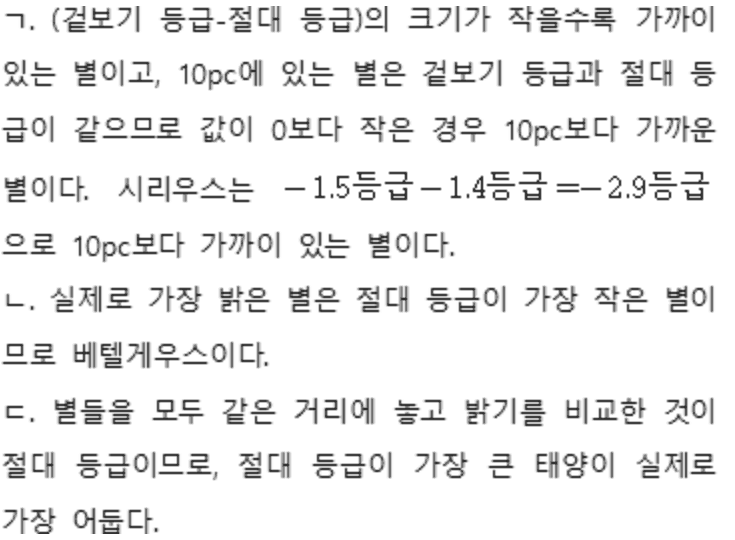 ㄱ. (겉보기 등급-절대 등급)의 크기가 작을수록 가까이
있는 별이고, 10pc에 있는 별은 겉보기 등급과 절대 등
급이 같으므로 값이 0보다 작은 경우 10pc보다 가까운
별이다. 시리우스는 －1.5등급－1.4등급＝－2.9등급
으로 10pc보다 가까이 있는 별이다.
ㄴ. 실제로 가장 밝은 별은 절대 등급이 가장 작은 별이
므로 베텔게우스이다.
ㄷ. 별들을 모두 같은 거리에 놓고 밝기를 비교한 것이
절대 등급이므로, 절대 등급이 가장 큰 태양이 실제로
가장 어둡다.